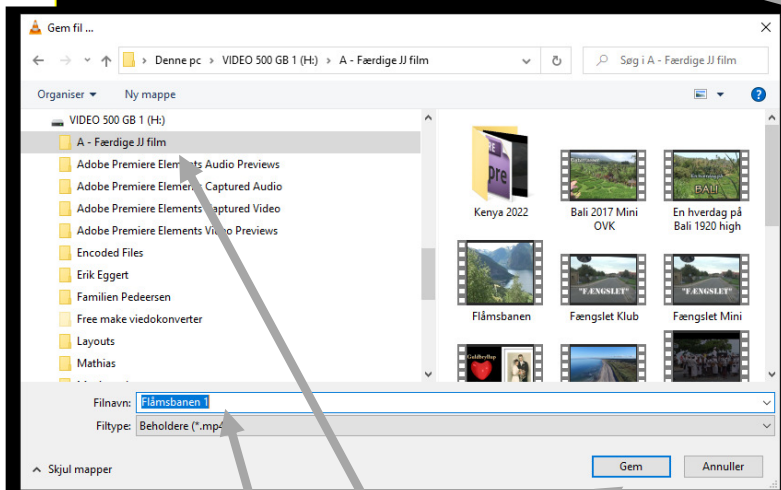 Gem fil ...
Denne pc › VIDEO 500 GB 1 (H:) › A - Færdige JJ film
Søg i A - Færdige JJ film
Organiser
Ny mappe
VIDEO 500 GB 1 (H:)
A - Færdige JJ film
Adobe Premiere Elements Audio Previews
Adobe Premiere Elements Captured Audio
Adobe Premiere Elements Captured Video
Adobe Premiere Elements Video Previews
Encoded Files
Erik Eggert
Familien Pedeersen
Free make viedokonverter
Layouts
Mathias
pre
BALI
Kenya 2022
Bali 2017 Mini
OVK
En hverdag på
Bali 1920 high
"FÆNGSLET"
"FÆNGSLET"
Flåmsbanen
Fængslet Klub
Fængslet Mini
Guldbryllup
Filnavn: Flåmsbanen 1
Filtype: Beholdere (*.mp4
Skjul mapper
Gem
Annuller